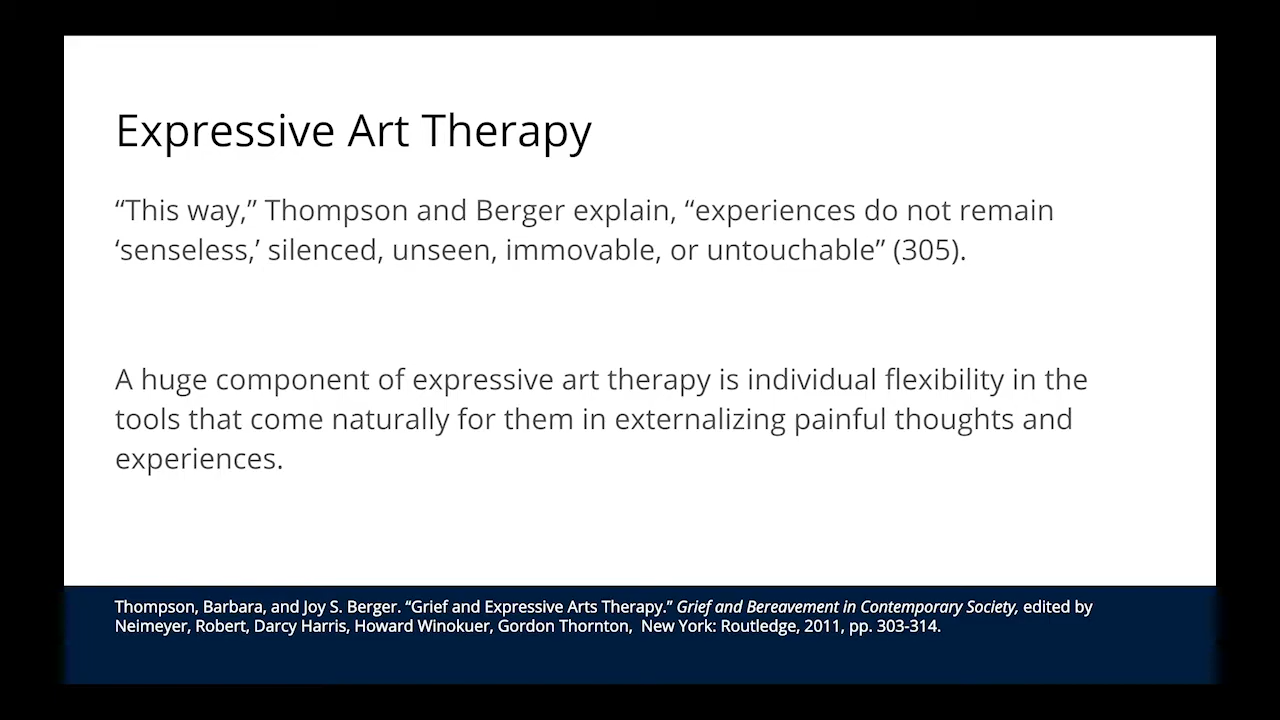 Expressive Art Therapy
“This way,” Thompson and Berger explain, “experiences do not remain
‘senseless,’ silenced, unseen, immovable, or untouchable” (305).
A huge component of expressive art therapy is individual flexibility in the
tools that come naturally for them in externalizing painful thoughts and
experiences.
Thompson, Barbara, and Joy S. Berger. “Grief and Expressive Arts Therapy.” Grief and Bereavement in Contemporary Society, edited by
Neimeyer, Robert, Darcy Harris, Howard Winokuer, Gordon Thornton,  New York: Routledge, 2011, pp. 303-314.